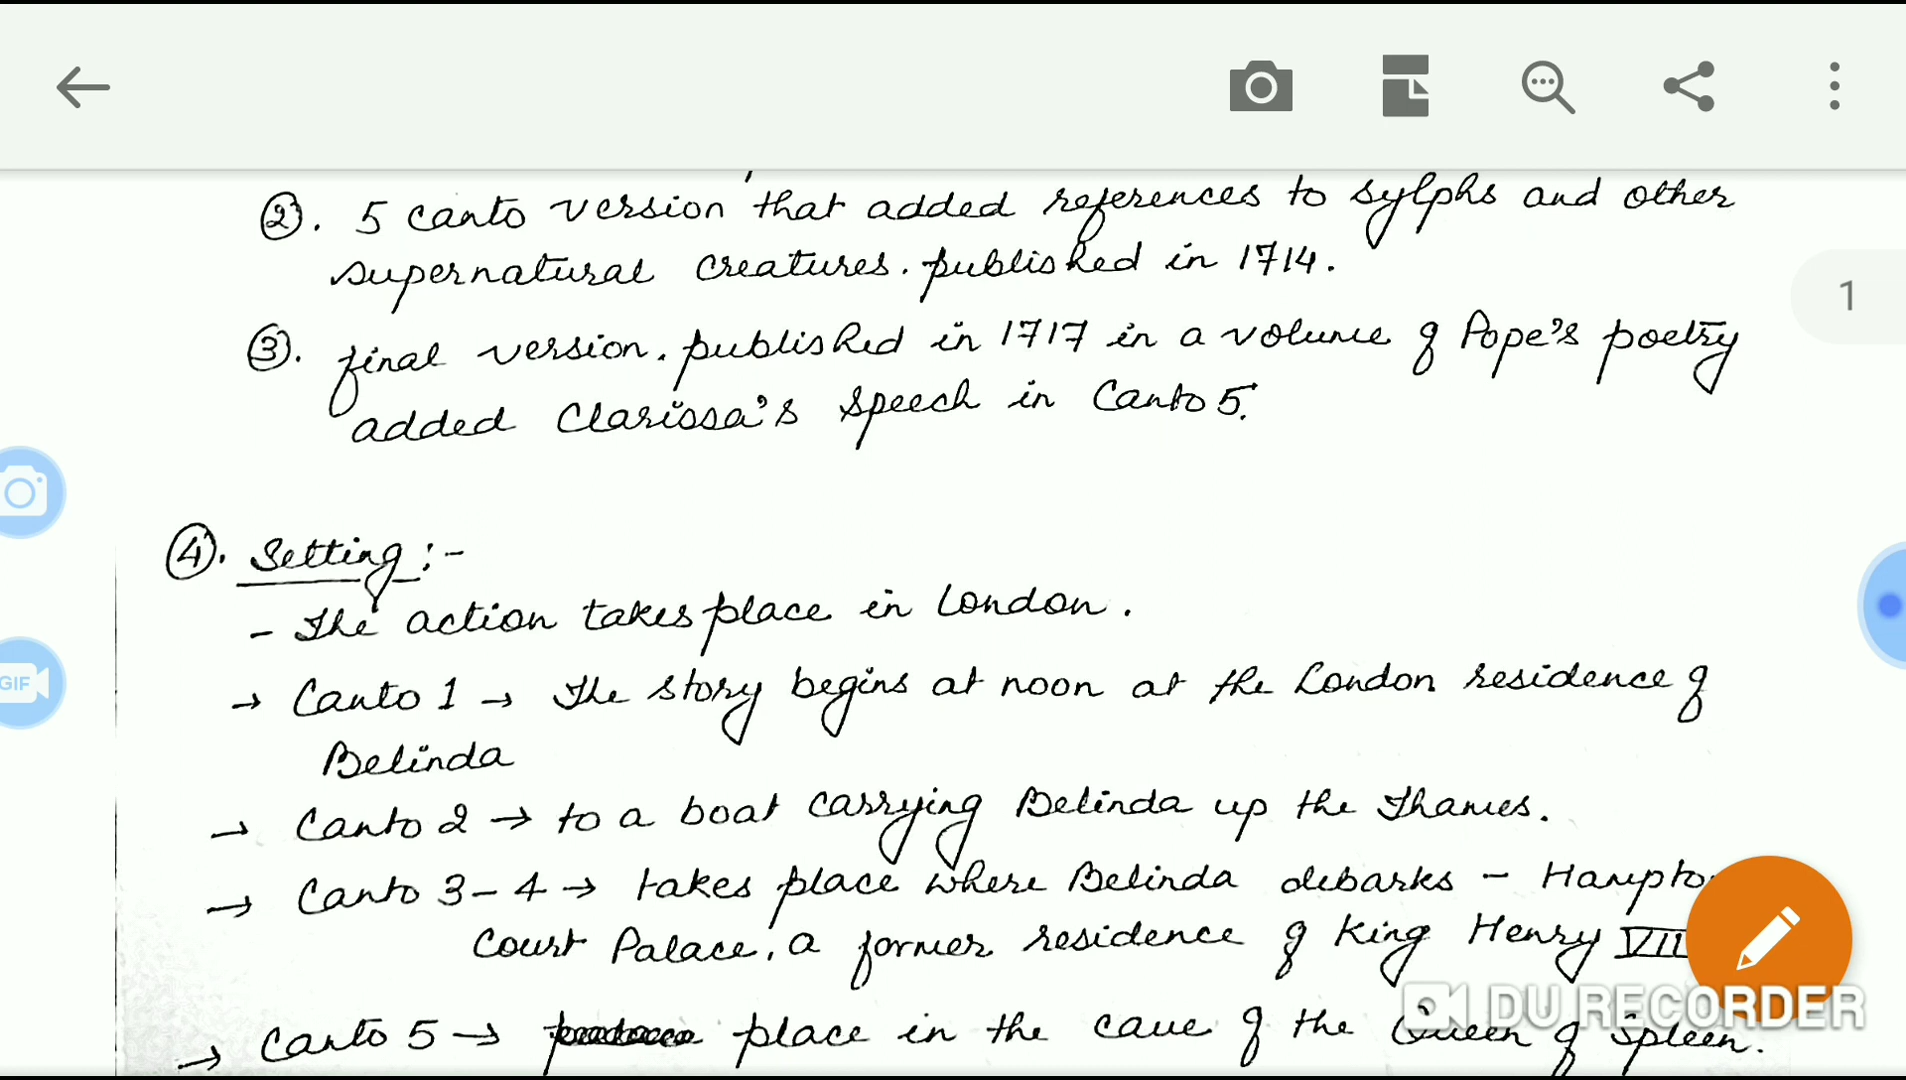 ②. 5 canto version that added references to sylphs and other
supernatural creatures. published in 1714.
1
③. final version. published in 1717 in a volume of Pope's poetry
added Clarissa's speech in Canto 5.
④. Setting :-
- The action takes place in London.
→ Canto 1 → The story begins at noon at the London residence of
Belinda
GIF
→ Canto 2 → to a boat carrying Belinda up the Thames.
→ Canto 3-4 → takes place where Belinda debarks - Hampto
Court Palace, a former residence of King Henry VII
DU RECORDER
→ Canto 5 → place in the cave of the Queen of Spleen.